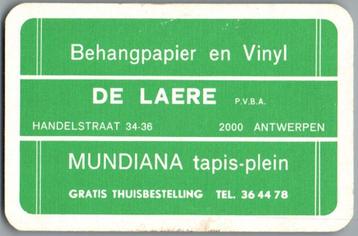 Behangpapier en Vinyl
DE LAERE P.V.B.A.
HANDELSTRAAT 34-36 2000 ANTWERPEN
MUNDIANA tapis-plein
GRATIS THUISBESTELLING TEL. 36 44 78